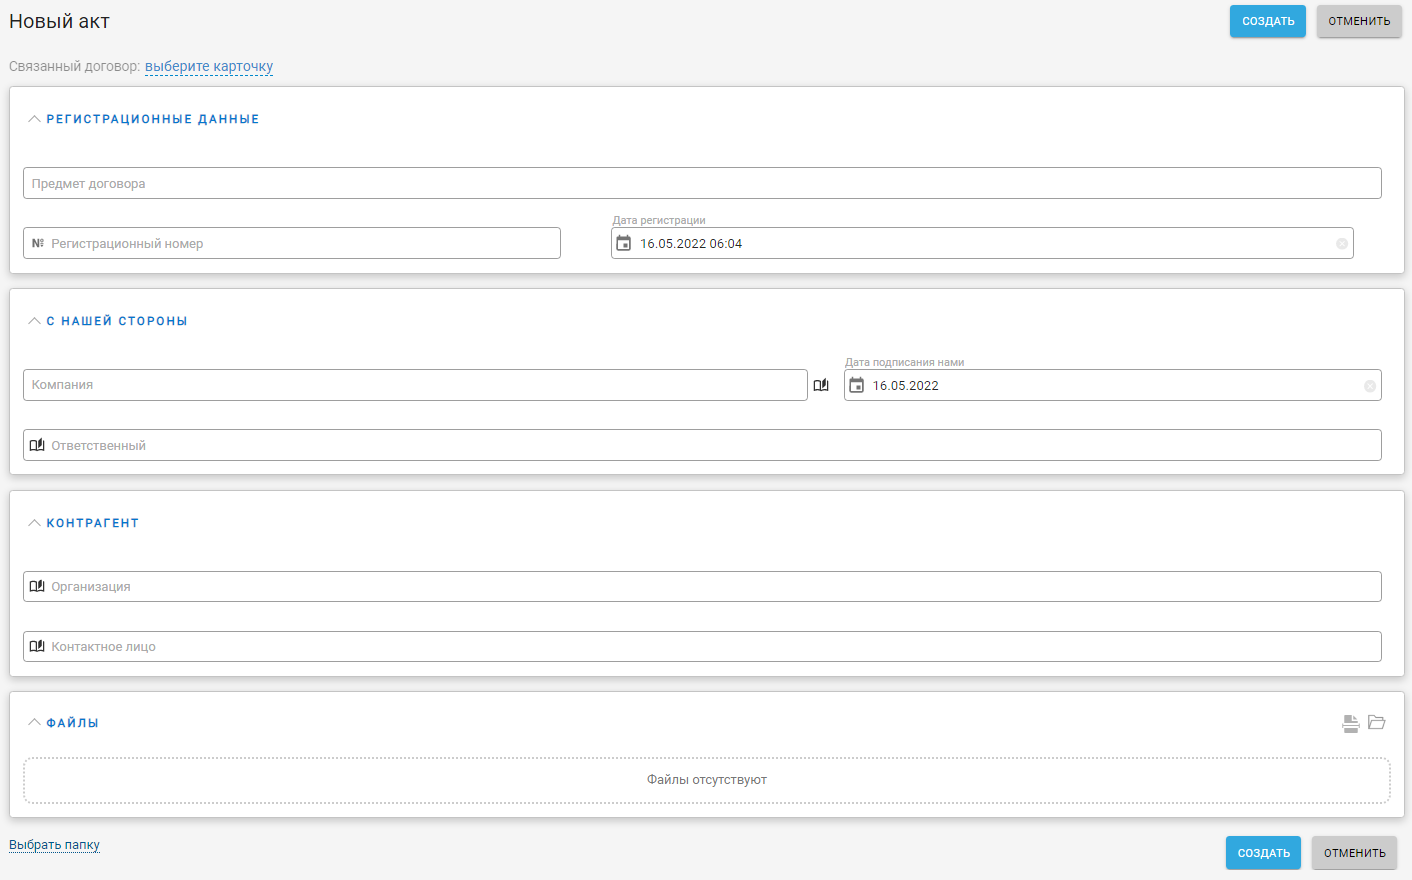 Новый акт
СОЗДАТЬ ОТМЕНИТЬ
Связанный договор: выберите карточку
РЕГИСТРАЦИОННЫЕ ДАННЫЕ
Предмет договора
Дата регистрации
№ Регистрационный номер 16.05.2022 06:04
С НАШЕЙ СТОРОНЫ
Дата подписания нами
Компания 16.05.2022
Ответственный
КОНТРАГЕНТ
Организация
Контактное лицо
ФАЙЛЫ
Файлы отсутствуют
Выбрать папку
СОЗДАТЬ ОТМЕНИТЬ